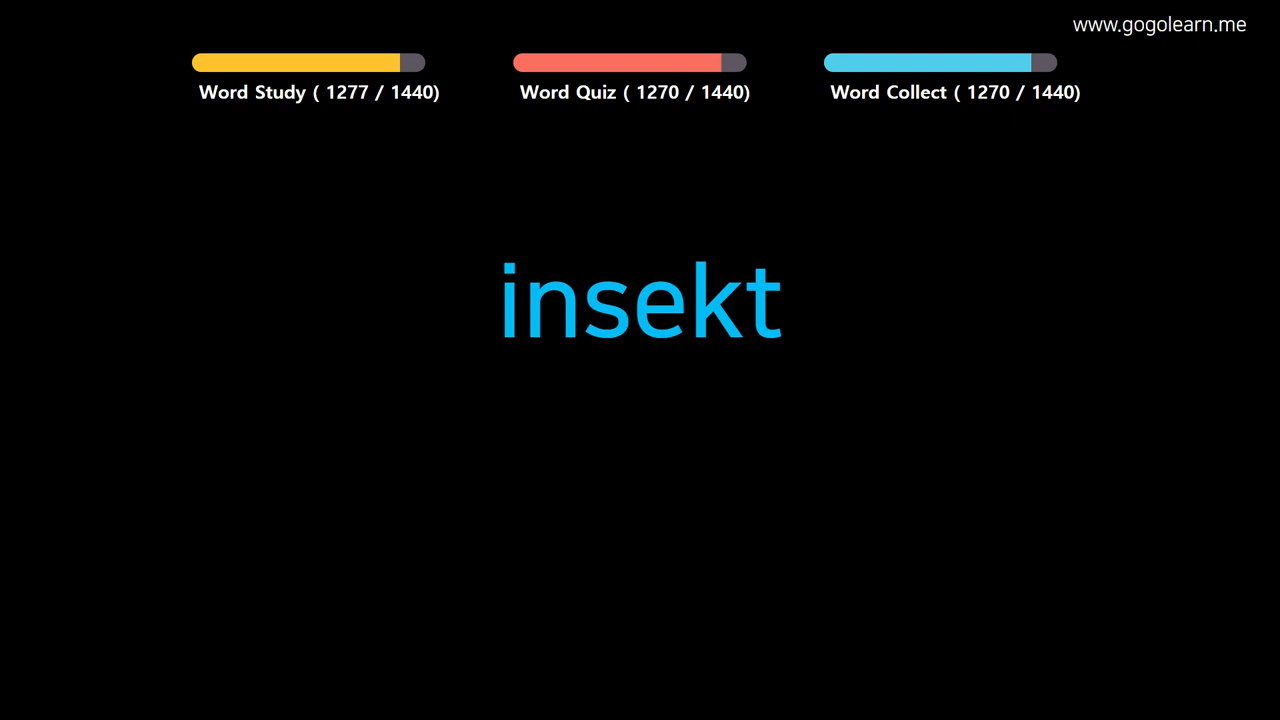 www.gogolearn.me
Word Study ( 1277 / 1440)
Word Quiz ( 1270 / 1440)
Word Collect ( 1270 / 1440)
insekt